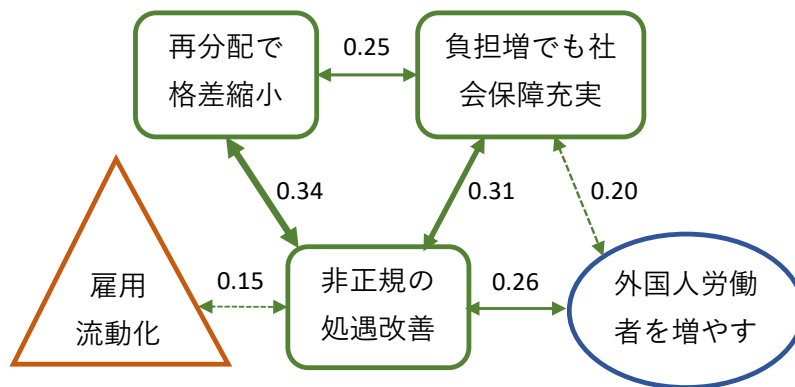 再分配で
格差縮小
0.25
負担増でも社
会保障充実
0.34
0.31
0.20
雇用
流動化
0.15
非正規の
処遇改善
0.26
外国人労働
者を増やす